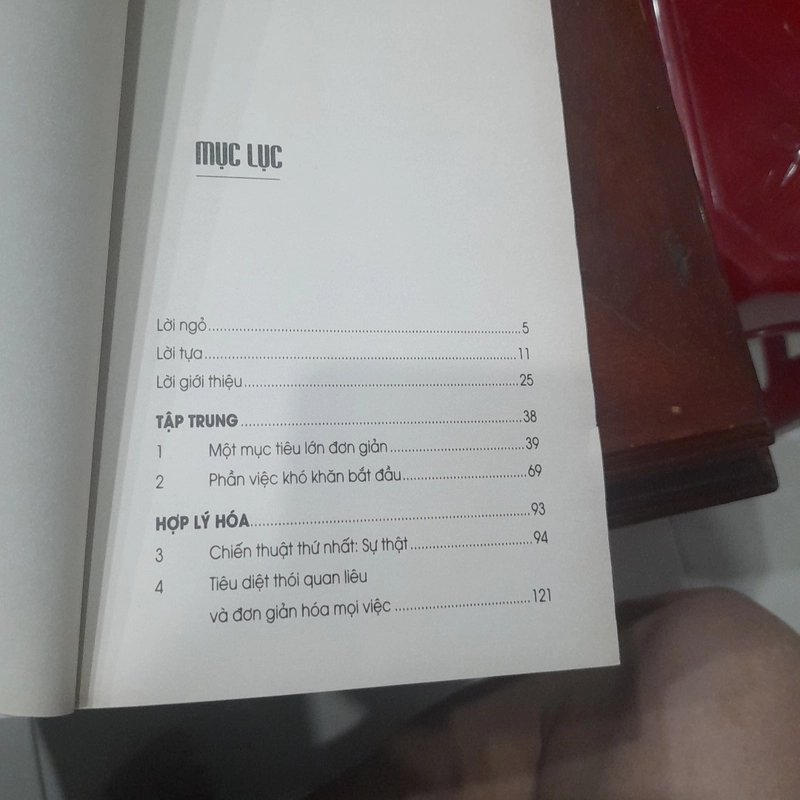 MỤC LỤC
Lời ngỏ........................................5
Lời tựa........................................11
Lời giới thiệu........................................25
TẬP TRUNG........................................38
1 Một mục tiêu lớn đơn giản........................................39
2 Phần việc khó khăn bắt đầu........................................69
HỢP LÝ HÓA........................................93
3 Chiến thuật thứ nhất: Sự thật........................................94
4 Tiêu diệt thói quan liêu
và đơn giản hóa mọi việc........................................121